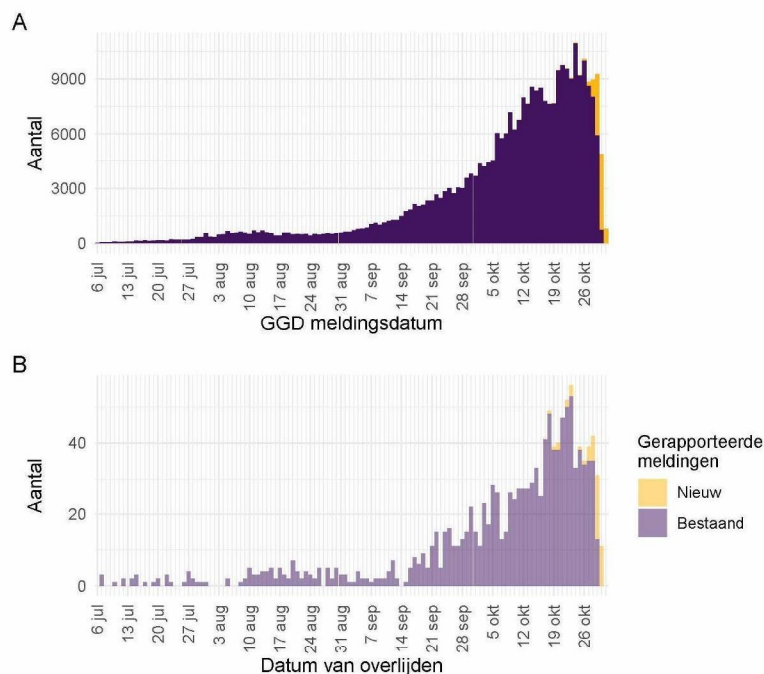 A
Aantal
9000
6000
3000
0
6 jul
13 jul
20 jul
27 jul
3 aug
10 aug
17 aug
24 aug
31 aug
7 sep
14 sep
21 sep
28 sep
5 okt
12 okt
19 okt
26 okt
GGD meldingsdatum
B
Aantal
40
20
0
6 jul
13 jul
20 jul
27 jul
3 aug
10 aug
17 aug
24 aug
31 aug
7 sep
14 sep
21 sep
28 sep
5 okt
12 okt
19 okt
26 okt
Datum van overlijden
Gerapporteerde
meldingen
Nieuw
Bestaand